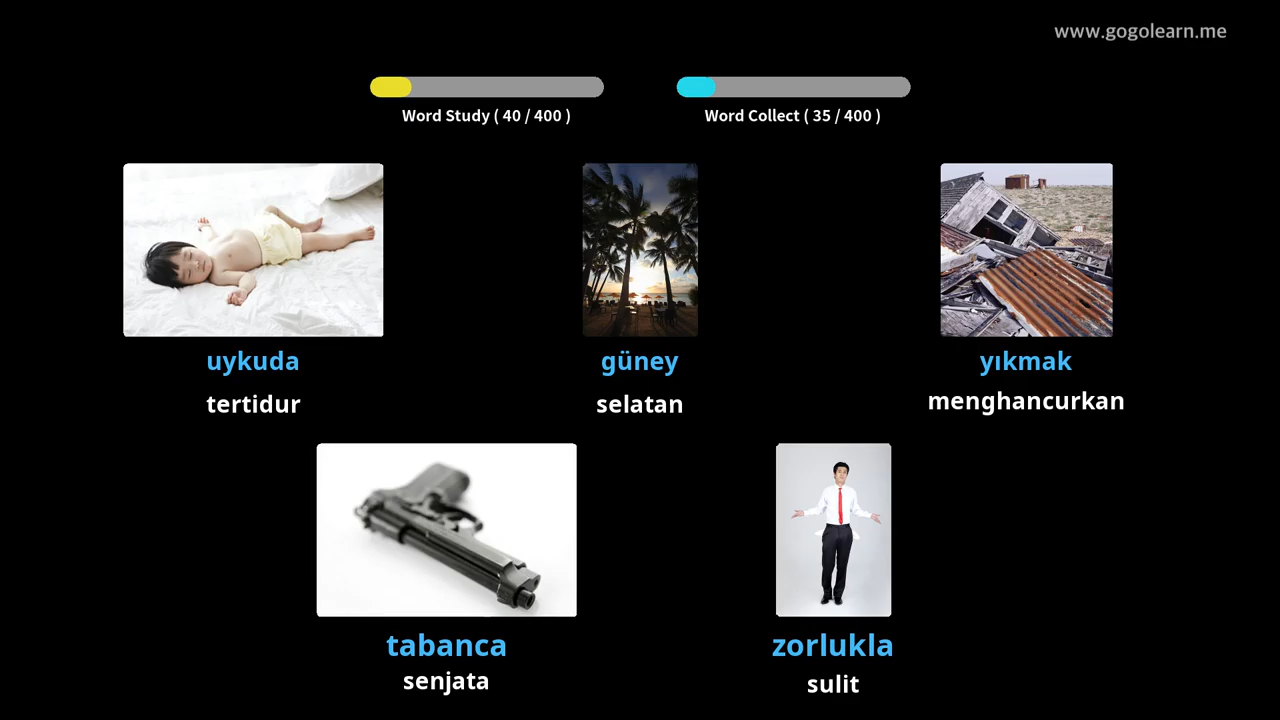 www.gogolearn.me
Word Study ( 40 / 400 )
Word Collect ( 35 / 400 )
uykuda
tertidur
güney
selatan
yıkmak
menghancurkan
tabanca
senjata
zorlukla
sulit